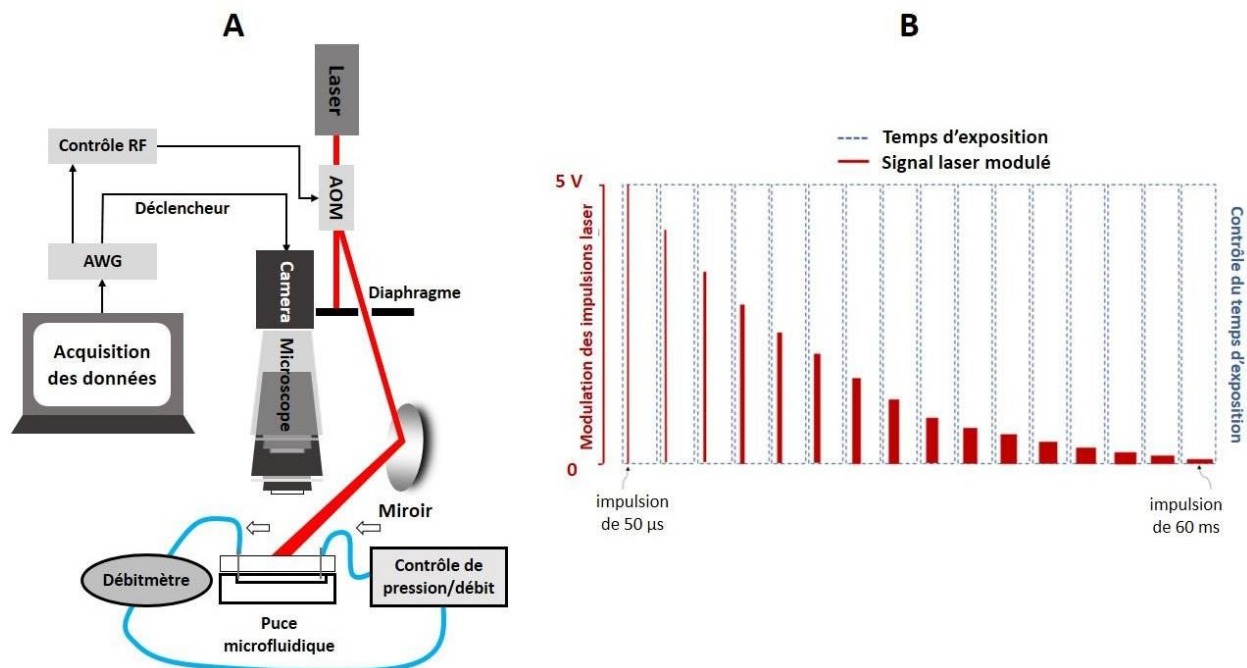 A
Laser
Contrôle RF
AOM
Déclencheur
AWG
Camera
Diaphragme
Acquisition
des données
Microscope
Miroir
Débitmètre
Contrôle de
pression/débit
Puce
microfluidique
B
Temps d'exposition
Signal laser modulé
5 V
Modulation des impulsions laser
0
Contrôle du temps d'exposition
impulsion
de 50 µs
impulsion
de 60 ms